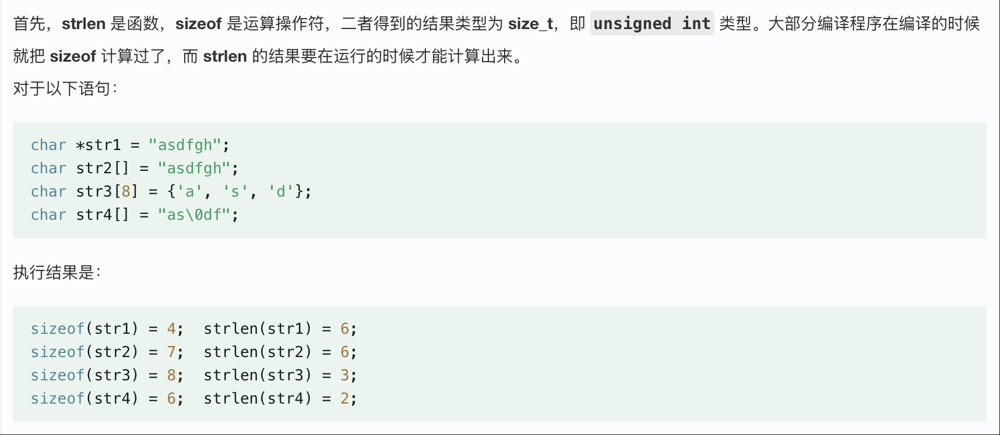 首先，strlen 是函数，sizeof 是运算操作符，二者得到的结果类型为 size_t，即 unsigned int 类型。大部分编译程序在编译的时候
就把 sizeof 计算过了，而 strlen 的结果要在运行的时候才能计算出来。
对于以下语句：
char *str1 = "asdfgh";
char str2[] = "asdfgh";
char str3[8] = {'a', 's', 'd'};
char str4[] = "as\0df";
执行结果是：
sizeof(str1) = 4;  strlen(str1) = 6;
sizeof(str2) = 7;  strlen(str2) = 6;
sizeof(str3) = 8;  strlen(str3) = 3;
sizeof(str4) = 6;  strlen(str4) = 2;